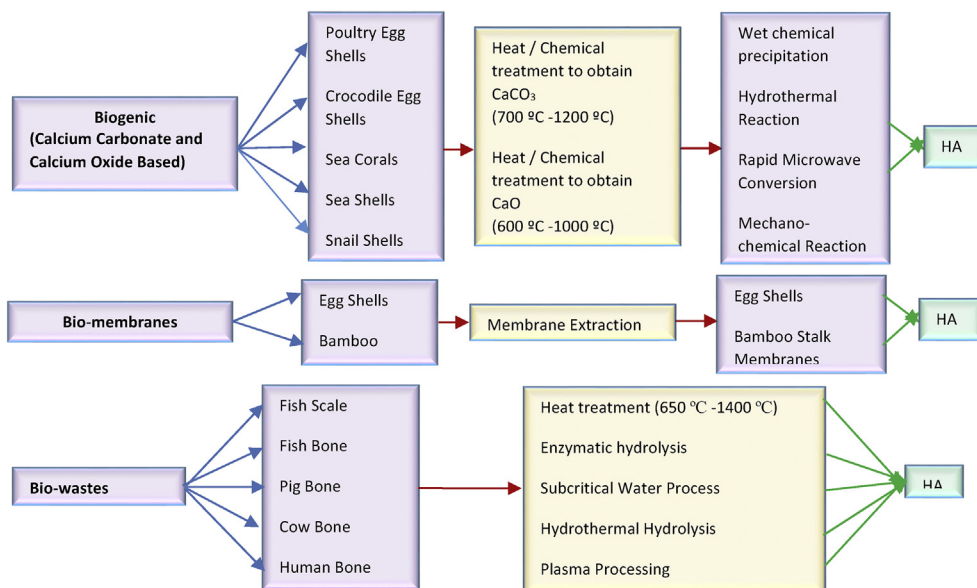 Biogenic
(Calcium Carbonate and
Calcium Oxide Based)
Poultry Egg
Shells
Crocodile Egg
Shells
Sea Corals
Sea Shells
Snail Shells
Heat / Chemical
treatment to obtain
CaCO₃
(700 ºC -1200 ºC)
Heat / Chemical
treatment to obtain
CaO
(600 ºC -1000 ºC)
Wet chemical
precipitation
Hydrothermal
Reaction
Rapid Microwave
Conversion
Mechano-
chemical Reaction
HA
Bio-membranes
Egg Shells
Bamboo
Membrane Extraction
Egg Shells
Bamboo Stalk
Membranes
HA
Bio-wastes
Fish Scale
Fish Bone
Pig Bone
Cow Bone
Human Bone
Heat treatment (650 ℃ -1400 ℃)
Enzymatic hydrolysis
Subcritical Water Process
Hydrothermal Hydrolysis
Plasma Processing
HA